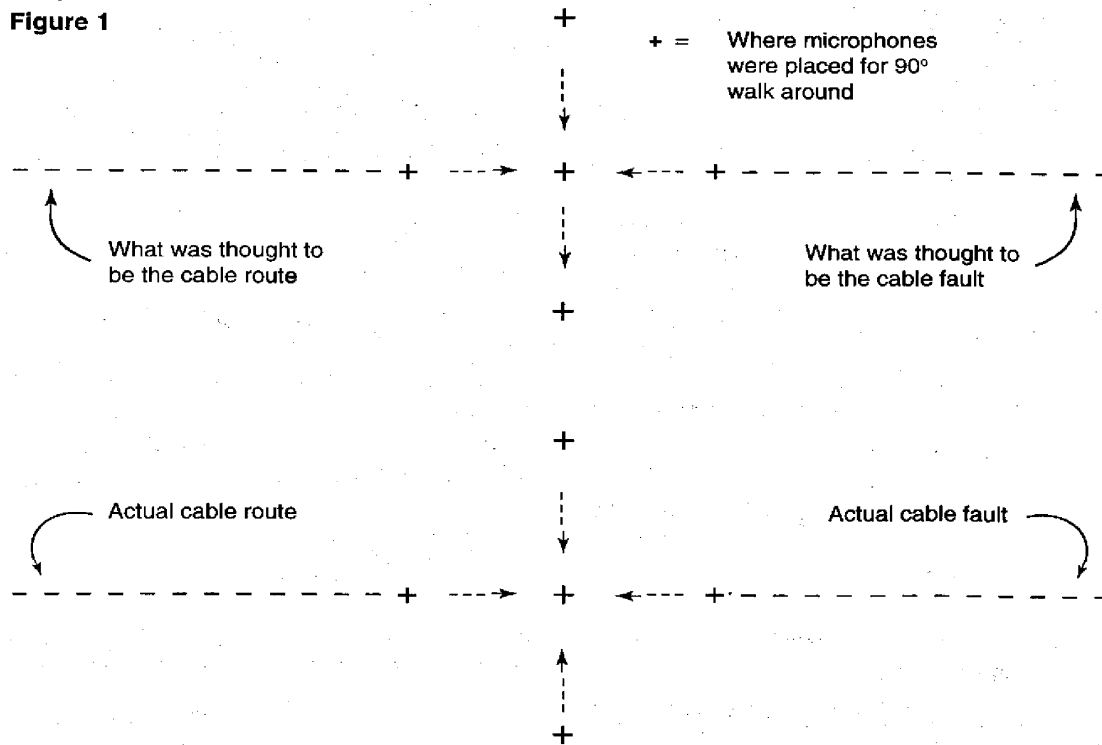 Figure 1
+ = Where microphones
were placed for 90°
walk around
What was thought to
be the cable route
What was thought to
be the cable fault
Actual cable route
Actual cable fault